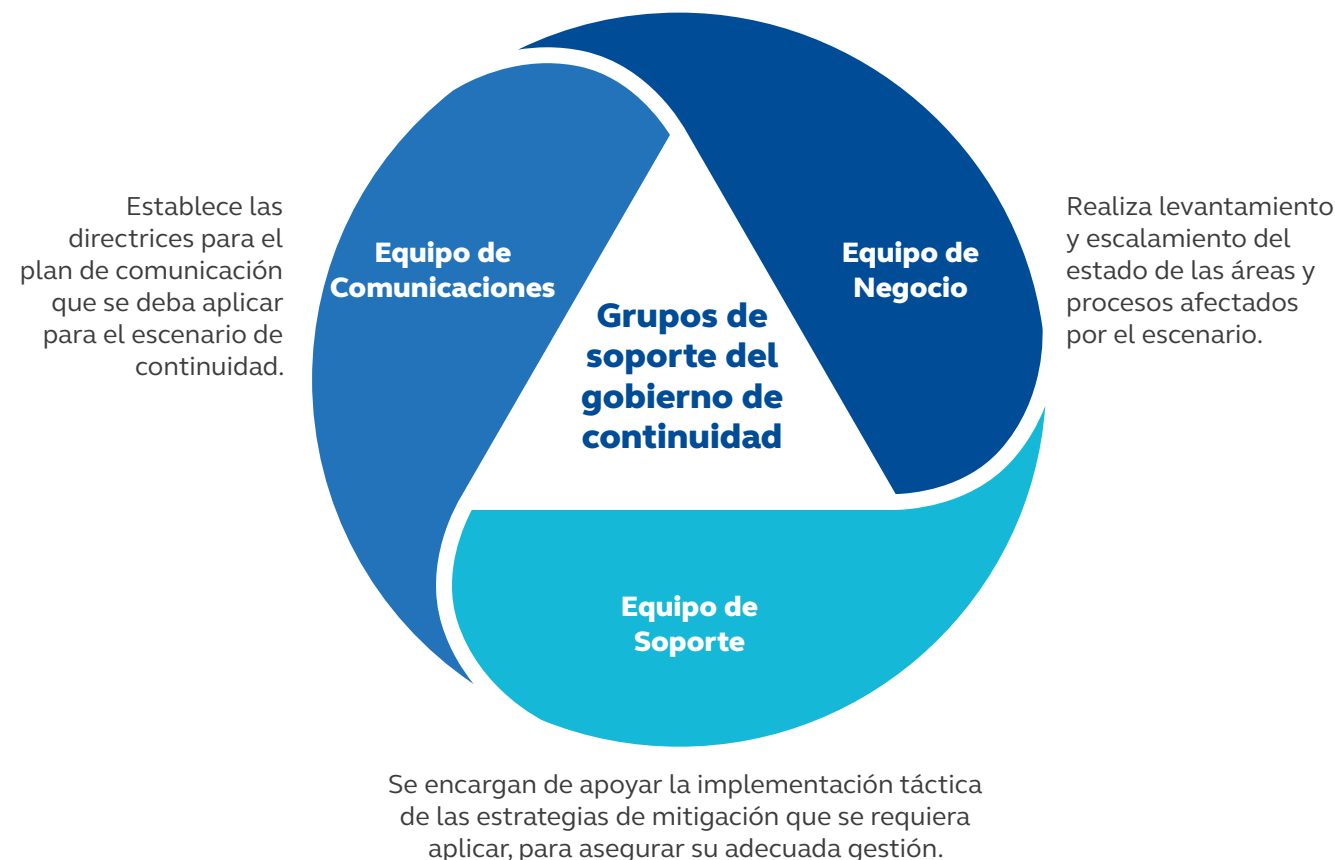 Establece las
directrices para el
plan de comunicación
que se deba aplicar
para el escenario de
continuidad.
Equipo de
Comunicaciones
Grupos de
soporte del
gobierno de
continuidad
Equipo de
Negocio
Realiza levantamiento
y escalamiento del
estado de las áreas y
procesos afectados
por el escenario.
Equipo de
Soporte
Se encargan de apoyar la implementación táctica
de las estrategias de mitigación que se requiera
aplicar, para asegurar su adecuada gestión.